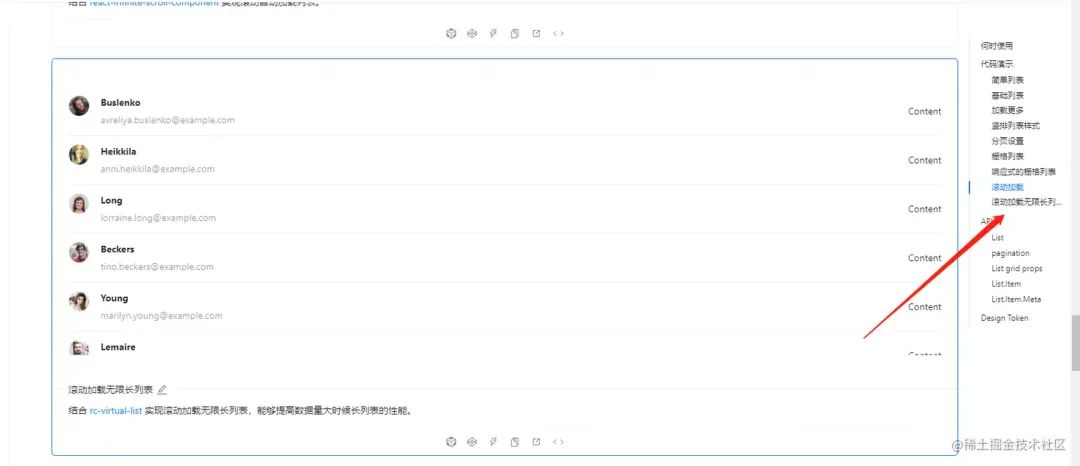 结合 react-infinite-scroll-component 实现滚动自动加载列表。
Buslenko
avreliya.buslenko@example.com
Content
Heikkila
anni.heikkila@example.com
Content
Long
lorraine.long@example.com
Content
Beckers
tino.beckers@example.com
Content
Young
marilyn.young@example.com
Content
Lemaire
Content
滚动加载无限长列表
结合 rc-virtual-list 实现滚动加载无限长列表，能够提高数据量大时候长列表的性能。
何时使用
代码演示
简单列表
基础列表
加载更多
竖排列表样式
分页设置
栅格列表
响应式的栅格列表
滚动加载
滚动加载无限长列...
API
List
pagination
List grid props
List.Item
List.Item.Meta
Design Token
@稀土掘金技术社区